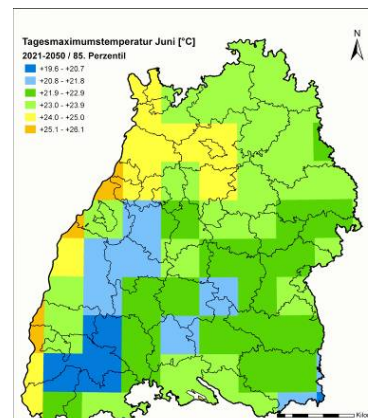 Tagesmaximumstemperatur Juni [°C]
2021-2050 / 85. Perzentil
+19.6 - +20.7
+20.8 - +21.8
+21.9 - +22.9
+23.0 - +23.9
+24.0 - +25.0
+25.1 - +26.1
N